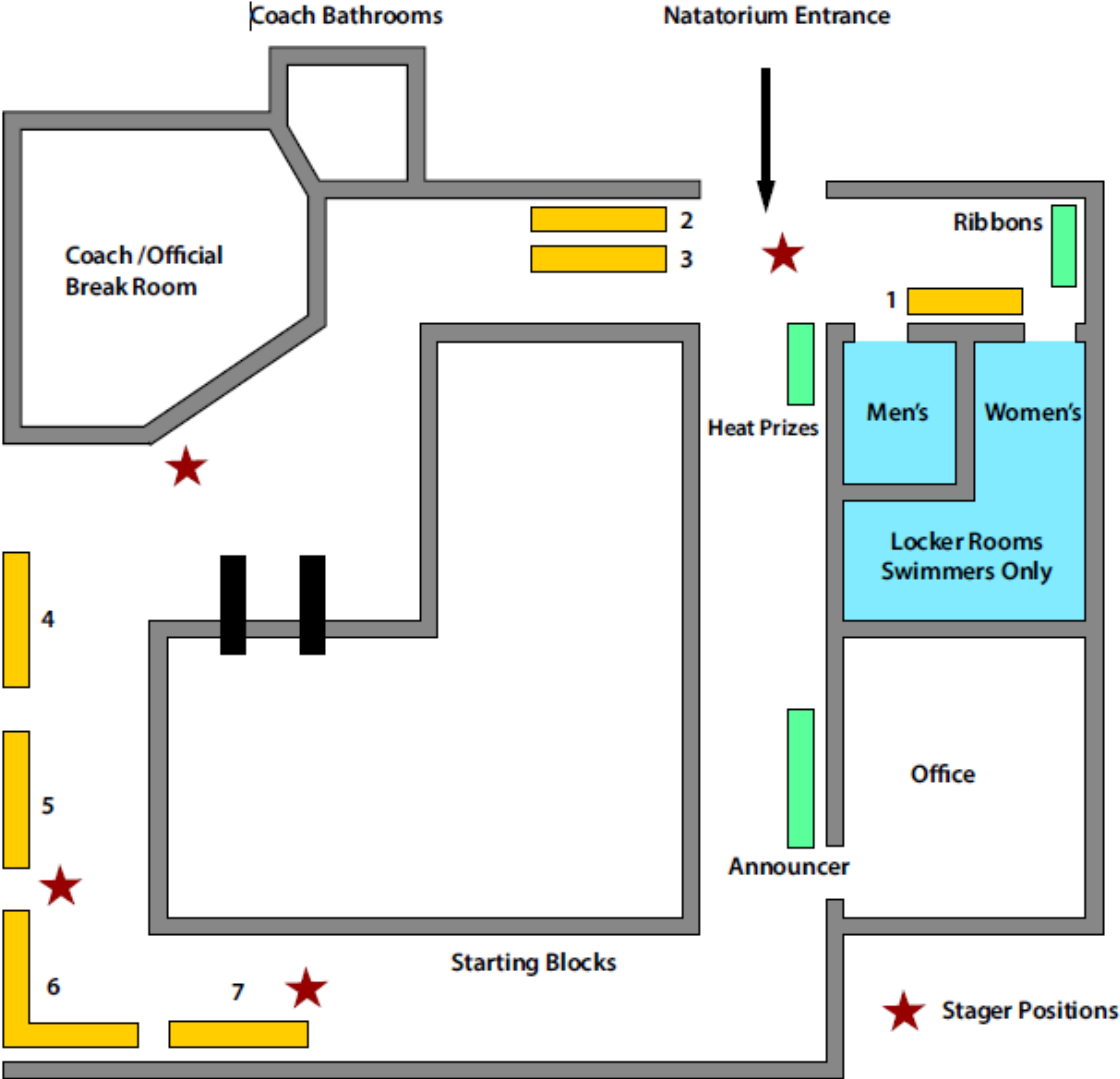 Coach Bathrooms
Natatorium Entrance
Ribbons
2
3
1
Coach /Official
Break Room
Men's
Women's
Heat Prizes
Locker Rooms
Swimmers Only
4
5
Office
Announcer
Starting Blocks
6
7
Stager Positions